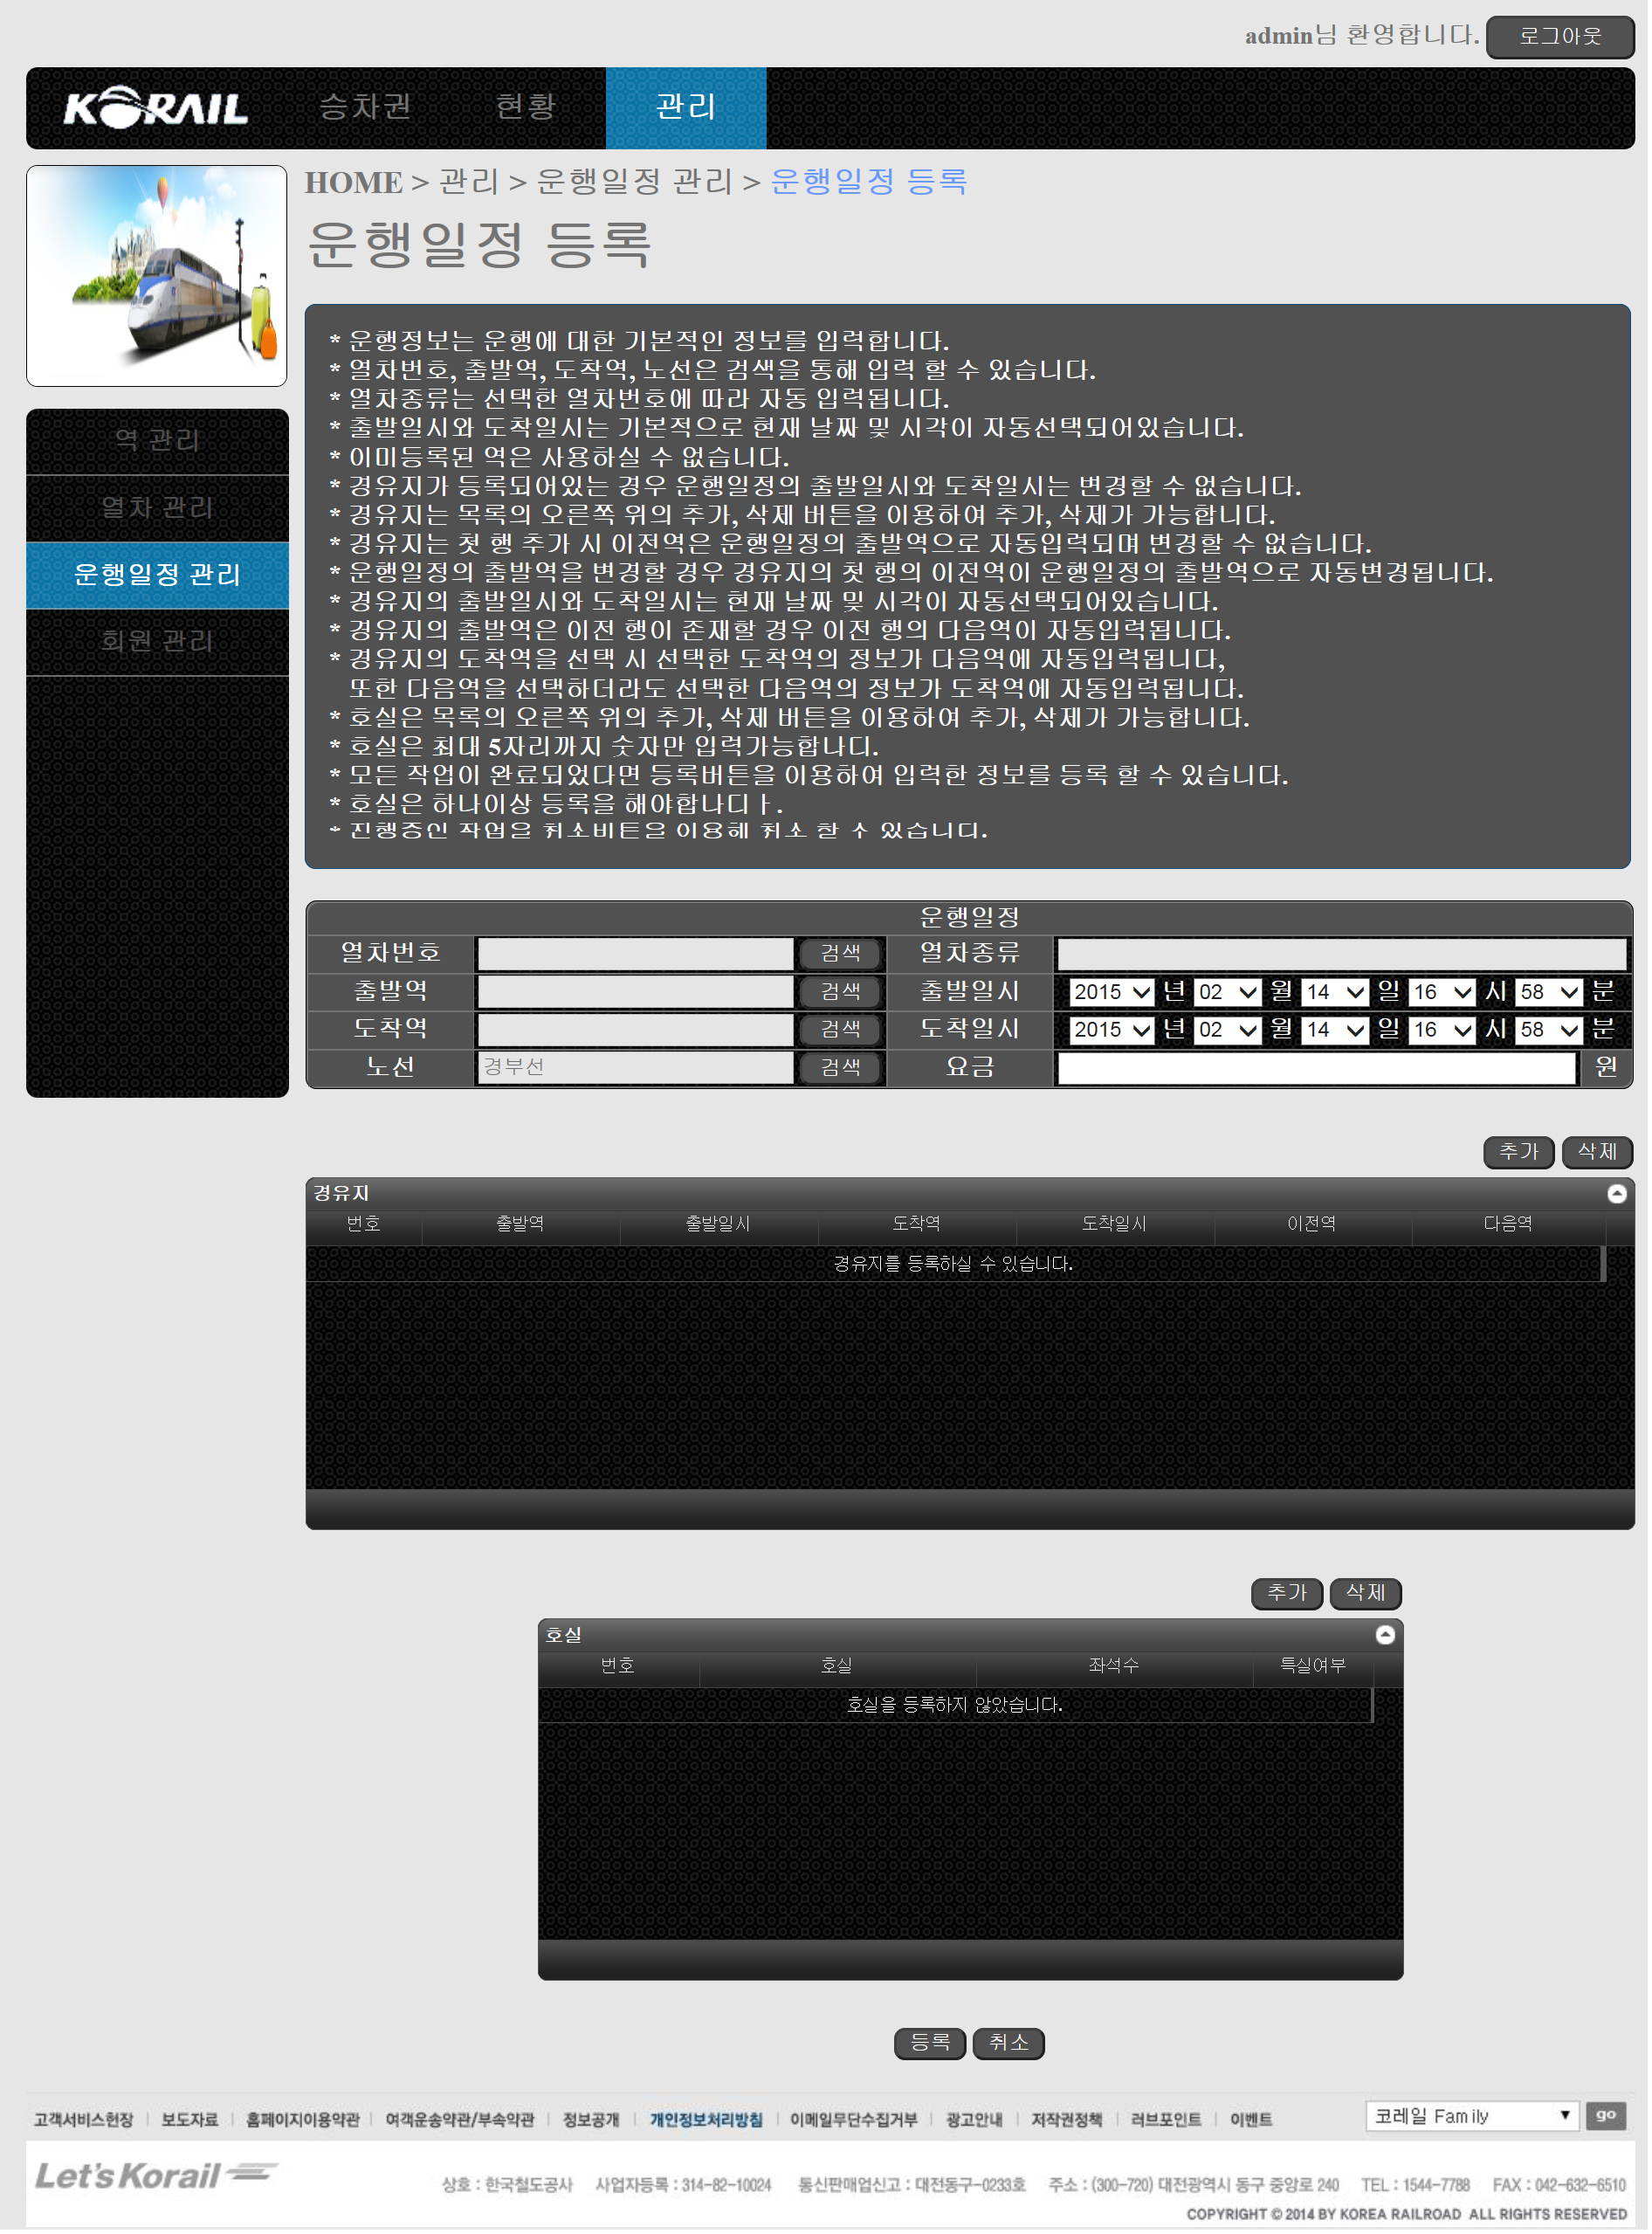 admin님 환영합니다. 로그아웃
KORAIL 승차권 현황 관리
HOME > 관리 > 운행일정 관리 > 운행일정 등록
운행일정 등록
역 관리
열차 관리
운행일정 관리
회원 관리
* 운행정보는 운행에 대한 기본적인 정보를 입력합니다.
* 열차번호, 출발역, 도착역, 노선은 검색을 통해 입력 할 수 있습니다.
* 열차종류는 선택한 열차번호에 따라 자동 입력됩니다.
* 출발일시와 도착일시는 기본적으로 현재 날짜 및 시각이 자동선택되어있습니다.
* 이미등록된 역은 사용하실 수 없습니다.
* 경유지가 등록되어있는 경우 운행일정의 출발일시와 도착일시는 변경할 수 없습니다.
* 경유지는 목록의 오른쪽 위의 추가, 삭제 버튼을 이용하여 추가, 삭제가 가능합니다.
* 경유지는 첫 행 추가 시 이전역은 운행일정의 출발역으로 자동입력되며 변경할 수 없습니다.
* 운행일정의 출발역을 변경할 경우 경유지의 첫 행의 이전역이 운행일정의 출발역으로 자동변경됩니다.
* 경유지의 출발일시와 도착일시는 현재 날짜 및 시각이 자동선택되어있습니다.
* 경유지의 출발역은 이전 행이 존재할 경우 이전 행의 다음역이 자동입력됩니다.
* 경유지의 도착역을 선택 시 선택한 도착역의 정보가 다음역에 자동입력됩니다,
또한 다음역을 선택하더라도 선택한 다음역의 정보가 도착역에 자동입력됩니다.
* 호실은 목록의 오른쪽 위의 추가, 삭제 버튼을 이용하여 추가, 삭제가 가능합니다.
* 호실은 최대 5자리까지 숫자만 입력가능합나디.
* 모든 작업이 완료되었다면 등록버튼을 이용하여 입력한 정보를 등록 할 수 있습니다.
* 호실은 하나이상 등록을 해야합나디ㅏ.
* 진행중인 작업을 취소버튼을 이용해 취소 할 수 있습니다.
운행일정
열차번호 검색 열차종류
출발역 검색 출발일시 2015 년 02 월 14 일 16 시 58 분
도착역 검색 도착일시 2015 년 02 월 14 일 16 시 58 분
노선 경부선 검색 요금 원
추가 삭제
경유지
번호 출발역 출발일시 도착역 도착일시 이전역 다음역
경유지를 등록하실 수 있습니다.
추가 삭제
호실
번호 호실 좌석수 특실여부
호실을 등록하지 않았습니다.
등록 취소
고객서비스헌장 | 보도자료 | 홈페이지이용약관 | 여객운송약관/부속약관 | 정보공개 | 개인정보처리방침 | 이메일무단수집거부 | 광고안내 | 저작권정책 | 러브포인트 | 이벤트 코레일 Family ▼ go
Let's Korail 상호 : 한국철도공사 사업자등록 : 314-82-10024 통신판매업신고 : 대전동구-0233호 주소 : (300-720) 대전광역시 동구 중앙로 240 TEL : 1544-7788 FAX : 042-632-6510
COPYRIGHT © 2014 BY KOREA RAILROAD ALL RIGHTS RESERVED